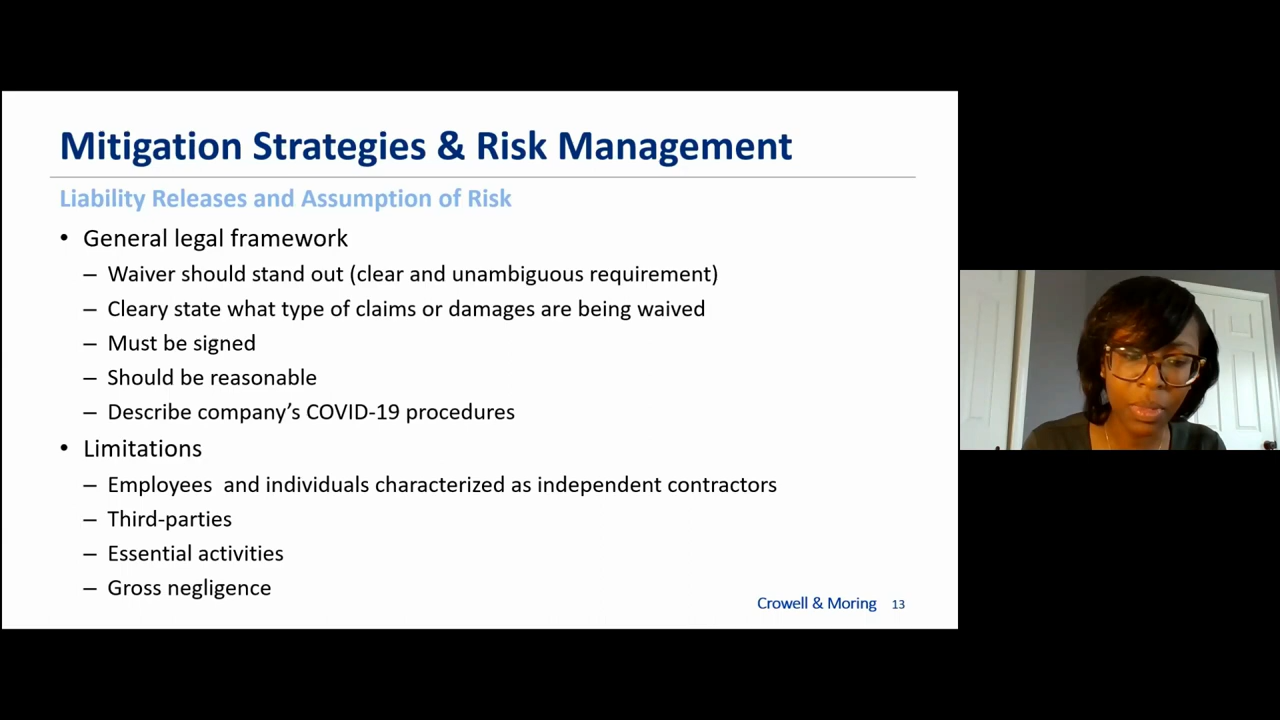 Mitigation Strategies & Risk Management
Liability Releases and Assumption of Risk
• General legal framework
– Waiver should stand out (clear and unambiguous requirement)
– Cleary state what type of claims or damages are being waived
– Must be signed
– Should be reasonable
– Describe company’s COVID-19 procedures
• Limitations
– Employees  and individuals characterized as independent contractors
– Third-parties
– Essential activities
– Gross negligence
Crowell & Moring 13